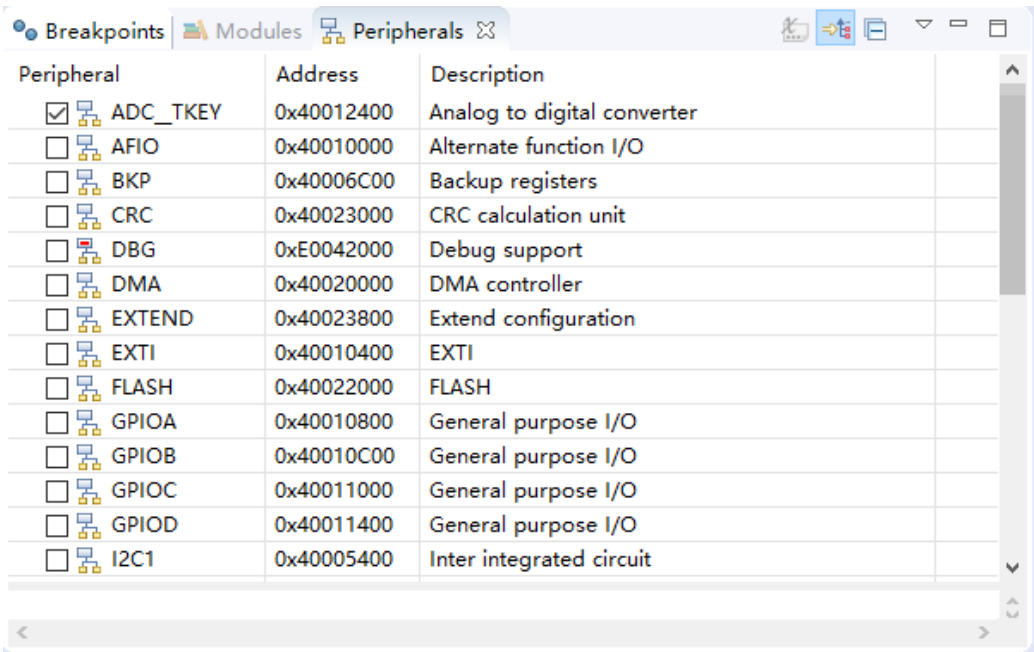 Breakpoints Modules Peripherals
Peripheral Address Description
ADC_TKEY 0x40012400 Analog to digital converter
AFIO 0x40010000 Alternate function I/O
BKP 0x40006C00 Backup registers
CRC 0x40023000 CRC calculation unit
DBG 0xE0042000 Debug support
DMA 0x40020000 DMA controller
EXTEND 0x40023800 Extend configuration
EXTI 0x40010400 EXTI
FLASH 0x40022000 FLASH
GPIOA 0x40010800 General purpose I/O
GPIOB 0x40010C00 General purpose I/O
GPIOC 0x40011000 General purpose I/O
GPIOD 0x40011400 General purpose I/O
I2C1 0x40005400 Inter integrated circuit